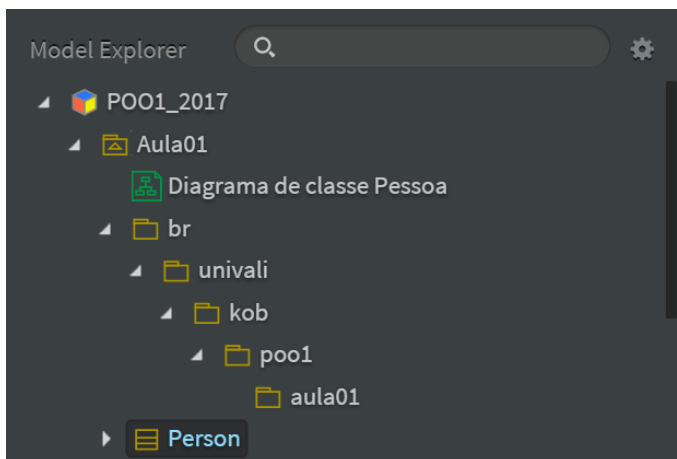 Model Explorer
POO1_2017
Aula01
Diagrama de classe Pessoa
br
univali
kob
poo1
aula01
Person